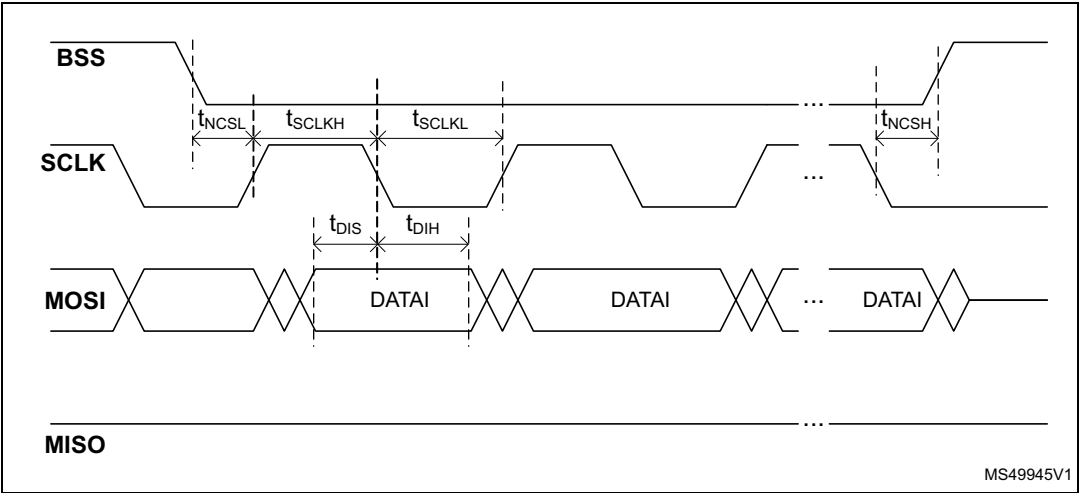 BSS
...
tNCSL
tSCLKH
tSCLKL
tNCSH
SCLK
...
tDIS
tDIH
MOSI
DATAI
DATAI
...
DATAI
...
MISO
MS49945V1